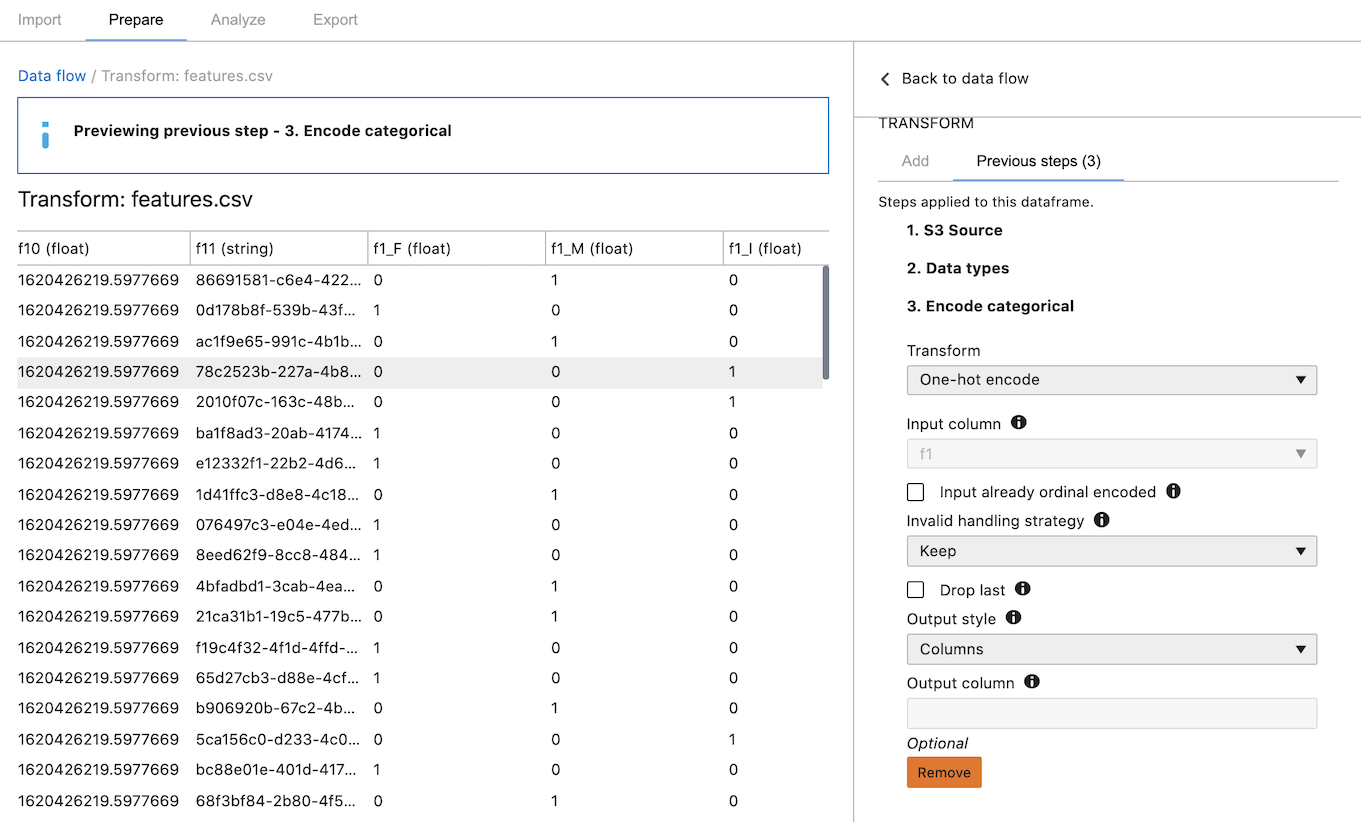 Import Prepare Analyze Export
Data flow / Transform: features.csv
Previewing previous step - 3. Encode categorical
Transform: features.csv
f10 (float) f11 (string) f1_F (float) f1_M (float) f1_I (float)
1620426219.5977669 86691581-c6e4-422... 0 1 0
1620426219.5977669 0d178b8f-539b-43f... 1 0 0
1620426219.5977669 ac1f9e65-991c-4b1b... 0 1 0
1620426219.5977669 78c2523b-227a-4b8... 0 0 1
1620426219.5977669 2010f07c-163c-48b... 0 0 1
1620426219.5977669 ba1f8ad3-20ab-4174... 1 0 0
1620426219.5977669 e12332f1-22b2-4d6... 1 0 0
1620426219.5977669 1d41ffc3-d8e8-4c18... 0 1 0
1620426219.5977669 076497c3-e04e-4ed... 1 0 0
1620426219.5977669 8eed62f9-8cc8-484... 1 0 0
1620426219.5977669 4bfadbd1-3cab-4ea... 0 1 0
1620426219.5977669 21ca31b1-19c5-477b... 0 1 0
1620426219.5977669 f19c4f32-4f1d-4ffd-... 1 0 0
1620426219.5977669 65d27cb3-d88e-4cf... 1 0 0
1620426219.5977669 b906920b-67c2-4b... 0 1 0
1620426219.5977669 5ca156c0-d233-4c0... 0 0 1
1620426219.5977669 bc88e01e-401d-417... 1 0 0
1620426219.5977669 68f3bf84-2b80-4f5... 0 1 0
Back to data flow
TRANSFORM
Add Previous steps (3)
Steps applied to this dataframe.
1. S3 Source
2. Data types
3. Encode categorical
Transform
One-hot encode
Input column
f1
Input already ordinal encoded
Invalid handling strategy
Keep
Drop last
Output style
Columns
Output column
Optional
Remove